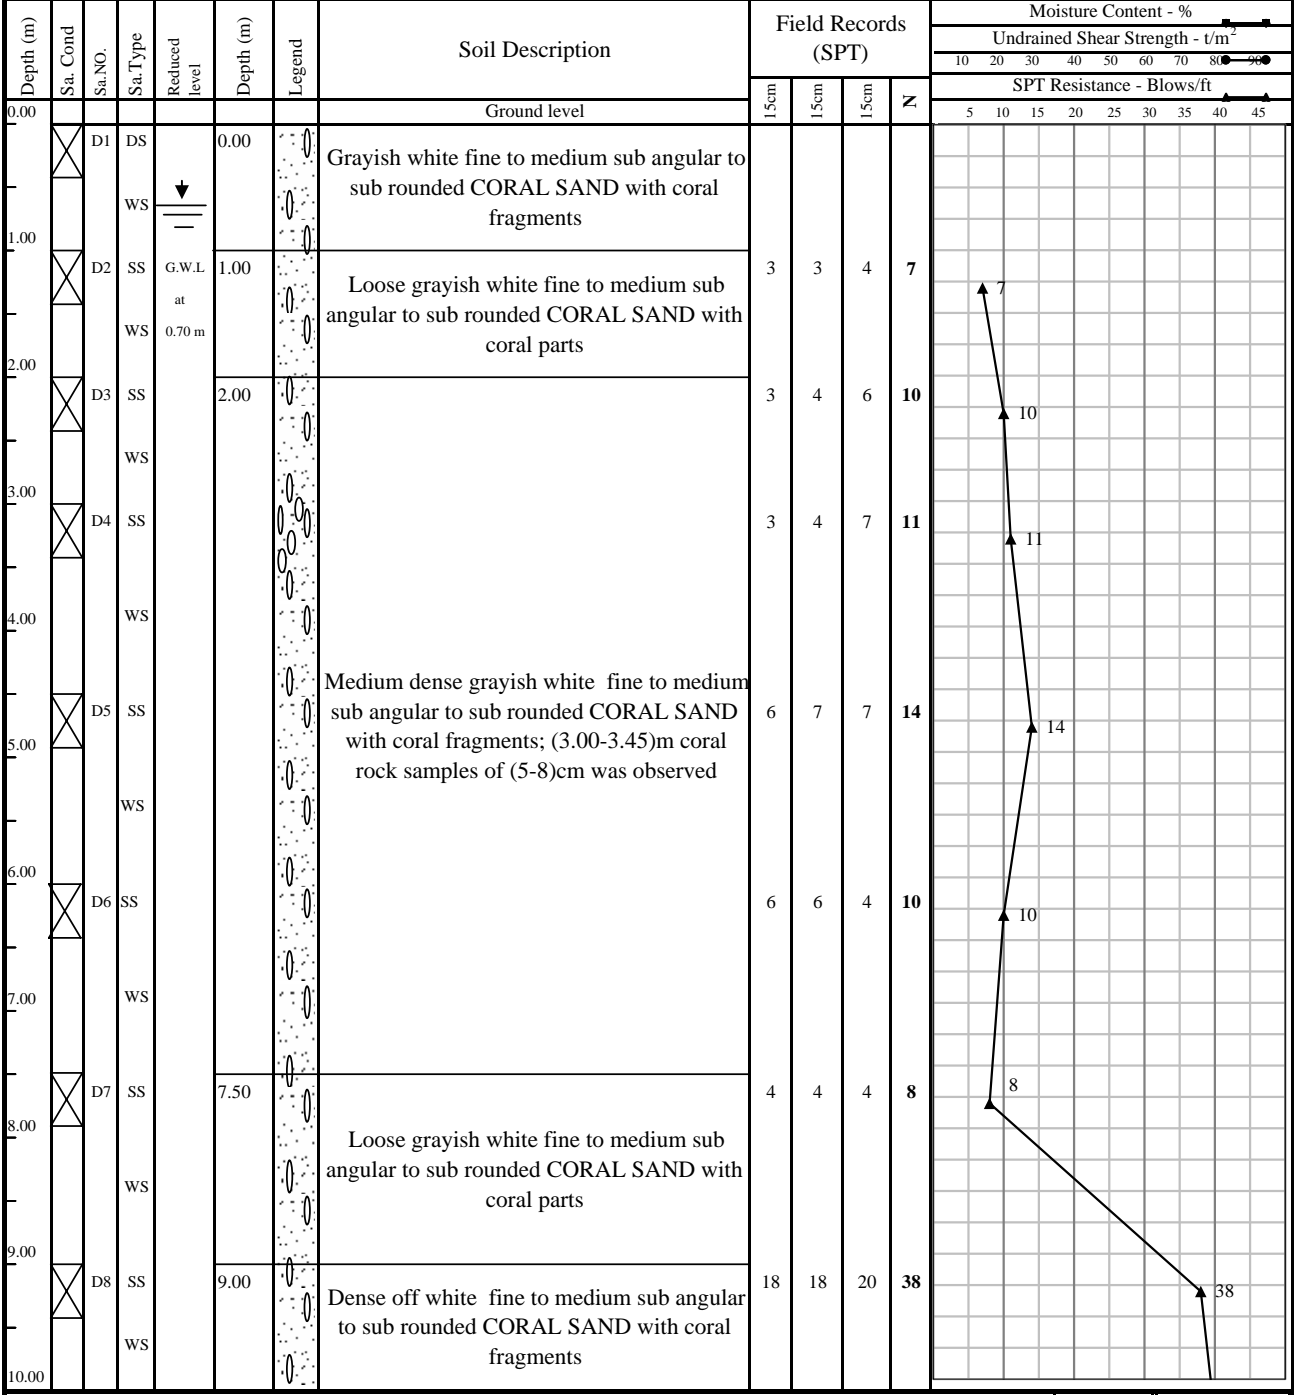 Depth (m) Sa. Cond Sa.NO. Sa.Type Reduced level Depth (m) Legend Soil Description Field Records (SPT)
Moisture Content - %
Undrained Shear Strength - t/m2
10 20 30 40 50 60 70 80 90
SPT Resistance - Blows/ft
15cm 15cm 15cm N
5 10 15 20 25 30 35 40 45
0.00 Ground level
D1 DS 0.00
Grayish white fine to medium sub angular to
sub rounded CORAL SAND with coral
fragments
WS
1.00
D2 SS G.W.L 1.00 3 3 4 7
7
Loose grayish white fine to medium sub
at
angular to sub rounded CORAL SAND with
WS 0.70 m
coral parts
2.00
D3 SS 2.00 3 4 6 10
10
WS
3.00
D4 SS 3 4 7 11
11
WS
4.00
Medium dense grayish white fine to medium
D5 SS 6 7 7 14
sub angular to sub rounded CORAL SAND
14
with coral fragments; (3.00-3.45)m coral
5.00
rock samples of (5-8)cm was observed
WS
6.00
D6 SS 6 6 4 10
10
WS
7.00
D7 SS 7.50 4 4 4 8
8
8.00
Loose grayish white fine to medium sub
angular to sub rounded CORAL SAND with
WS
coral parts
9.00
D8 SS 9.00 18 18 20 38
38
Dense off white fine to medium sub angular
to sub rounded CORAL SAND with coral
WS
fragments
10.00